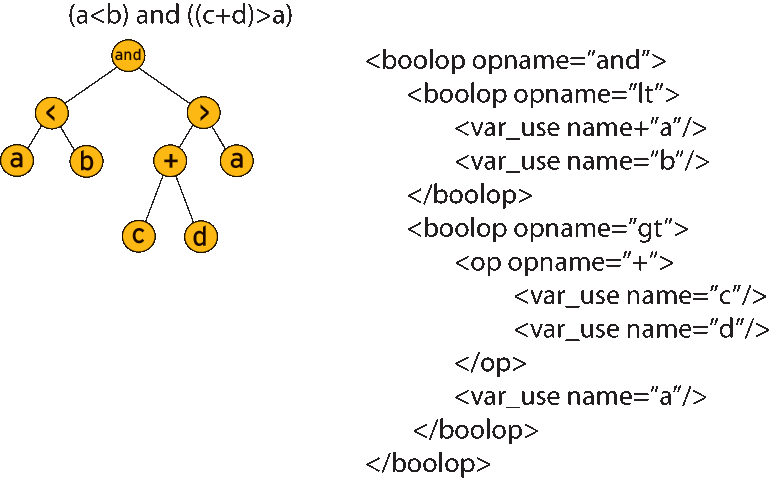 (a<b) and ((c+d)>a)
and
< >
a b + a
c d
<boolop opname="and">
<boolop opname="lt">
<var_use name+"a"/>
<var_use name="b"/>
</boolop>
<boolop opname="gt">
<op opname="+">
<var_use name="c"/>
<var_use name="d"/>
</op>
<var_use name="a"/>
</boolop>
</boolop>